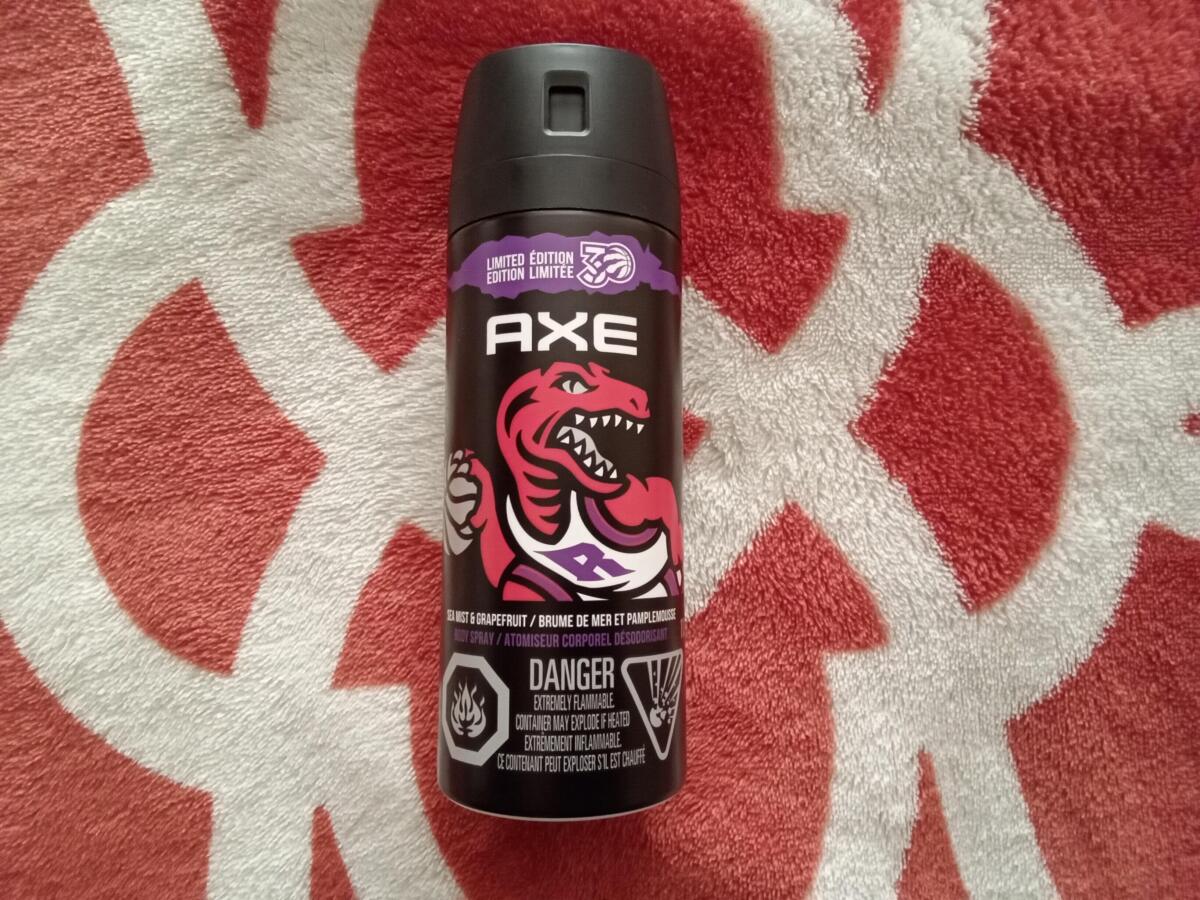 LIMITED ÉDITION
EDITION LIMITÉE
30
AXE
R
SEA MIST & GRAPEFRUIT / BRUME DE MER ET PAMPLEMOUSSE
BODY SPRAY / ATOMISEUR CORPOREL DÉSODORISANT
DANGER
EXTREMELY FLAMMABLE.
CONTAINER MAY EXPLODE IF HEATED
EXTRÊMEMENT INFLAMMABLE.
CE CONTENANT PEUT EXPLOSER S'IL EST CHAUFFÉ